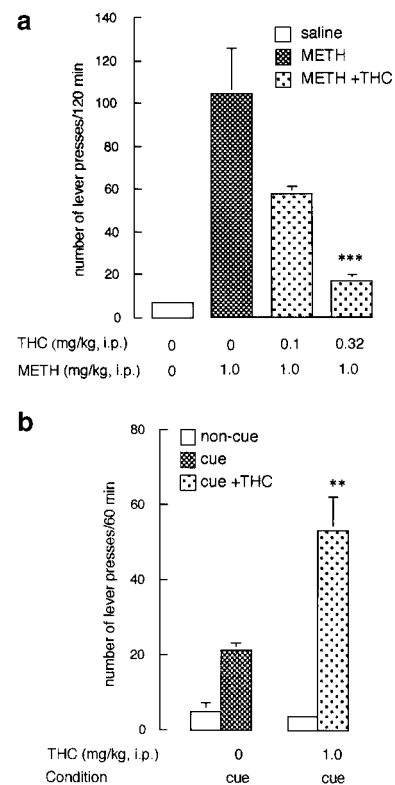 a
140
120
100
80
60
40
20
0
number of lever presses/120 min
saline
METH
METH +THC
***
THC (mg/kg, i.p.) 0 0 0.1 0.32
METH (mg/kg, i.p.) 0 1.0 1.0 1.0
b
80
60
40
20
0
number of lever presses/60 min
non-cue
cue
cue +THC
**
THC (mg/kg, i.p.) 0 1.0
Condition cue cue